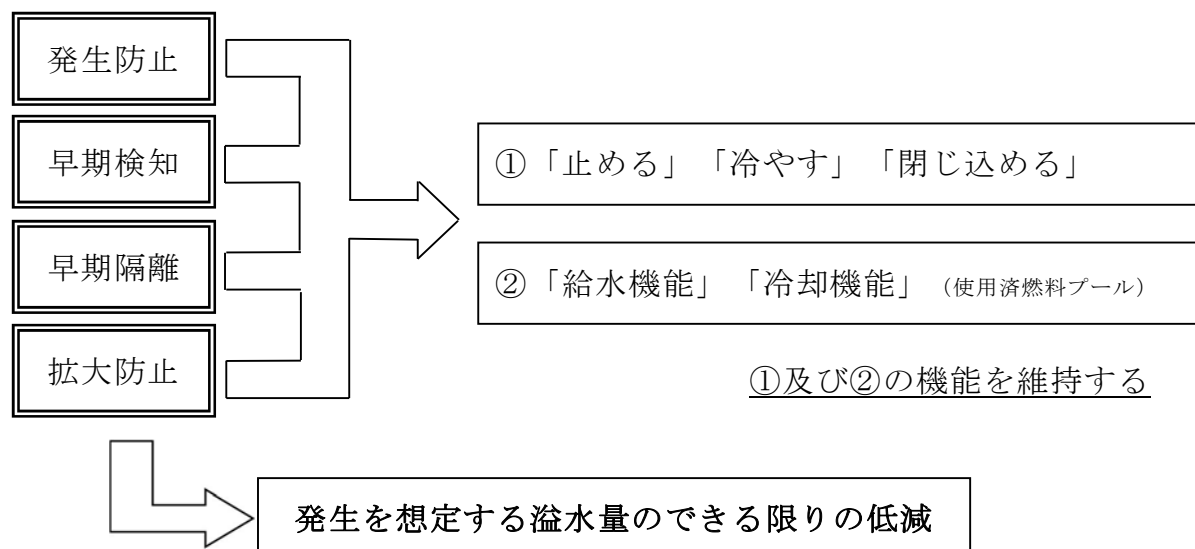 発生防止
早期検知
早期隔離
拡大防止
①「止める」「冷やす」「閉じ込める」
②「給水機能」「冷却機能」（使用済燃料プール）
①及び②の機能を維持する
発生を想定する溢水量のできる限りの低減